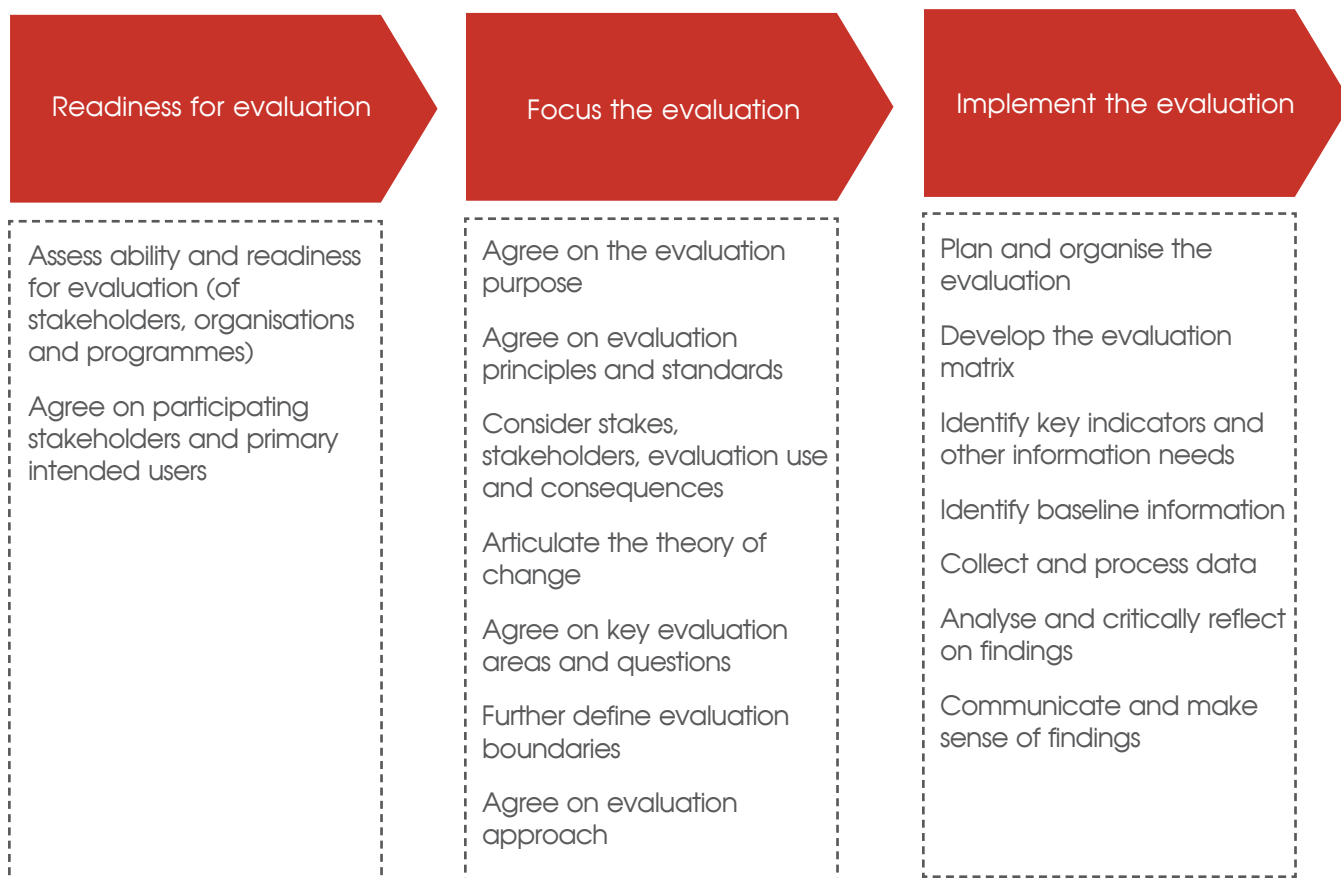 Readiness for evaluation
Assess ability and readiness
for evaluation (of
stakeholders, organisations
and programmes)
Agree on participating
stakeholders and primary
intended users
Focus the evaluation
Agree on the evaluation
purpose
Agree on evaluation
principles and standards
Consider stakes,
stakeholders, evaluation use
and consequences
Articulate the theory of
change
Agree on key evaluation
areas and questions
Further define evaluation
boundaries
Agree on evaluation
approach
Implement the evaluation
Plan and organise the
evaluation
Develop the evaluation
matrix
Identify key indicators and
other information needs
Identify baseline information
Collect and process data
Analyse and critically reflect
on findings
Communicate and make
sense of findings